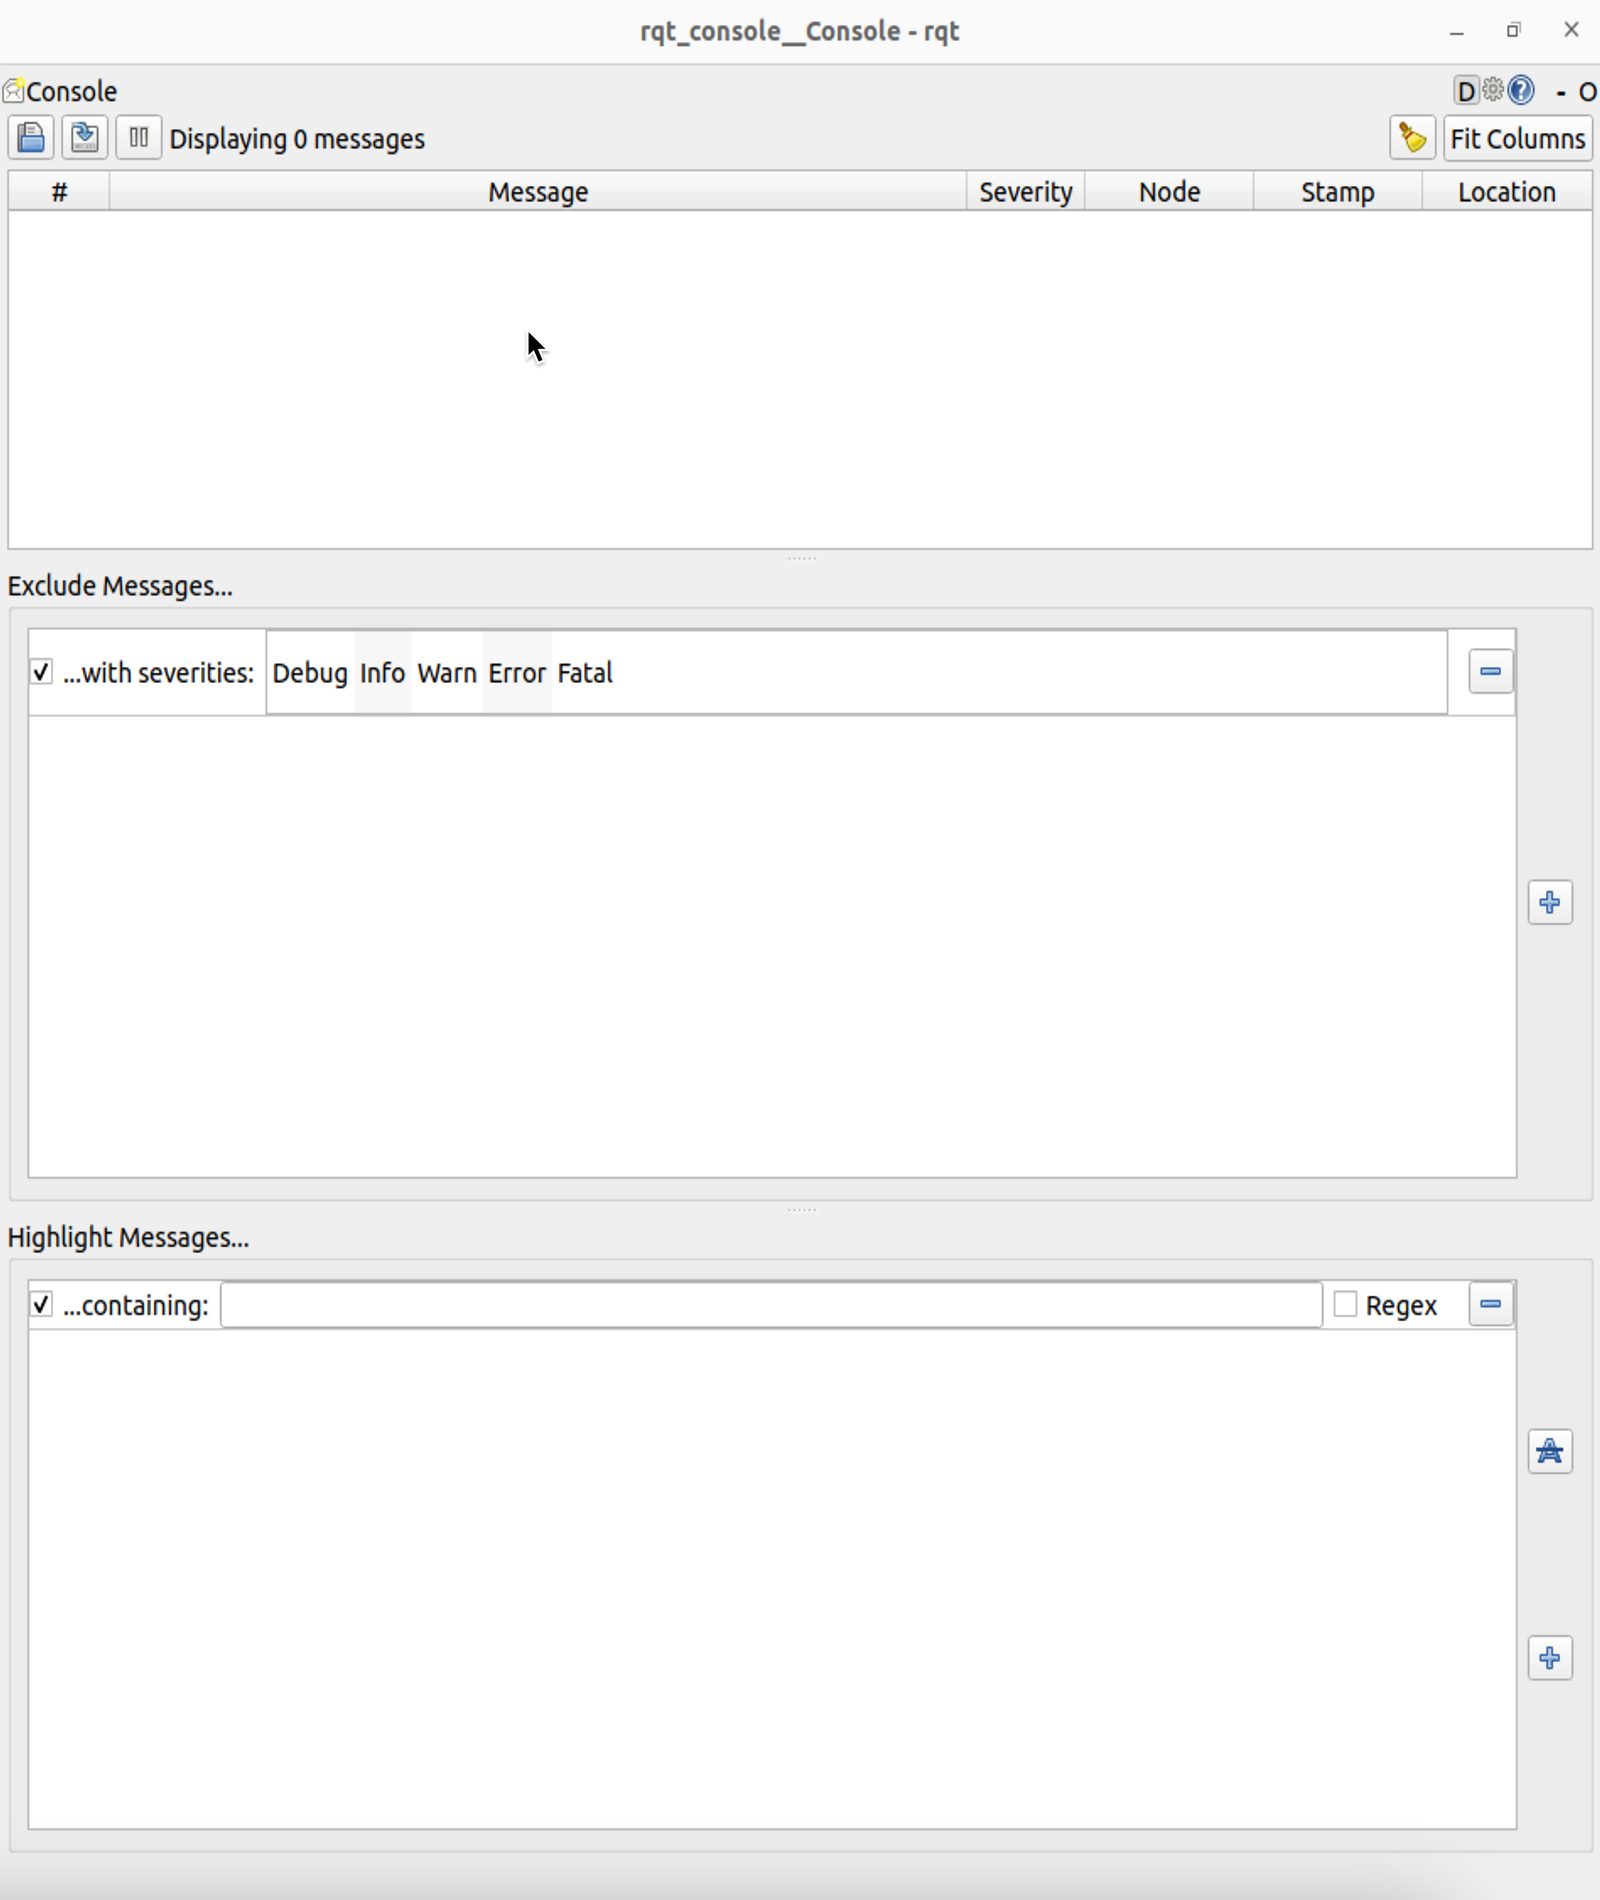 rqt_console__Console - rqt
Console D - O
Displaying 0 messages Fit Columns
# Message Severity Node Stamp Location
Exclude Messages...
...with severities: Debug Info Warn Error Fatal
Highlight Messages...
...containing: Regex